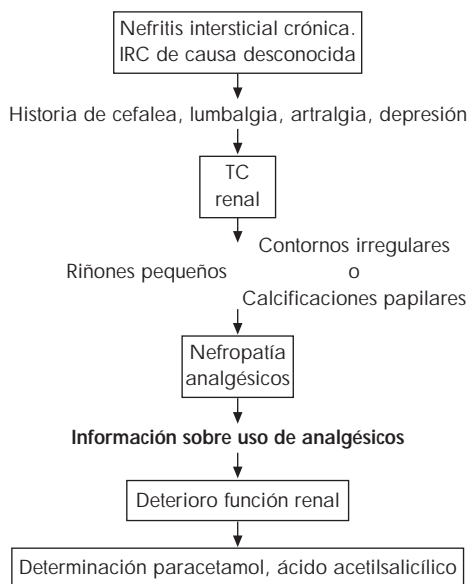 Nefritis intersticial crónica.
IRC de causa desconocida
Historia de cefalea, lumbalgia, artralgia, depresión
TC
renal
Riñones pequeños
Contornos irregulares
o
Calcificaciones papilares
Nefropatía
analgésicos
Información sobre uso de analgésicos
Deterioro función renal
Determinación paracetamol, ácido acetilsalicílico